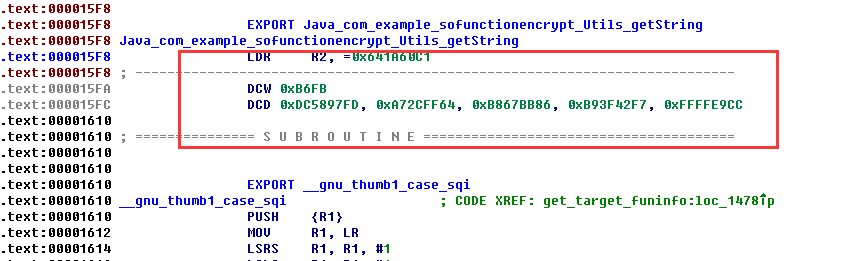 .text:000015F8
.text:000015F8 EXPORT Java_com_example_sofunctionencrypt_Utils_getString
.text:000015F8 Java_com_example_sofunctionencrypt_Utils_getString
.text:000015F8 LDR R2, =0x641A60C1
.text:000015F8 ; ---------------------------------------------------------------------------
.text:000015FA DCW 0xB6FB
.text:000015FC DCD 0xDC5897FD, 0xA72CFF64, 0xB867BB86, 0xB93F42F7, 0xFFFFE9CC
.text:00001610
.text:00001610 ; =============== S U B R O U T I N E =======================================
.text:00001610
.text:00001610
.text:00001610 EXPORT __gnu_thumb1_case_sqi
.text:00001610 __gnu_thumb1_case_sqi ; CODE XREF: get_target_funinfo:loc_1478↑p
.text:00001610 PUSH {R1}
.text:00001612 MOV R1, LR
.text:00001614 LSRS R1, R1, #1